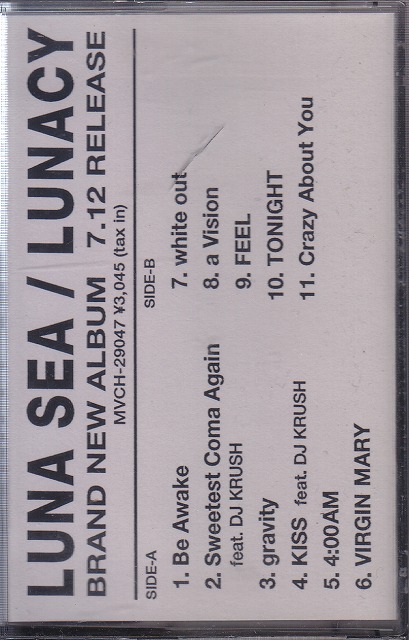 LUNA SEA / LUNACY
BRAND NEW ALBUM 7.12 RELEASE
MVCH-29047 ¥3,045 (tax in)
SIDE-A
1. Be Awake
2. Sweetest Coma Again
feat. DJ KRUSH
3. gravity
4. KISS feat. DJ KRUSH
5. 4:00AM
6. VIRGIN MARY
SIDE-B
7. white out
8. a Vision
9. FEEL
10. TONIGHT
11. Crazy About You